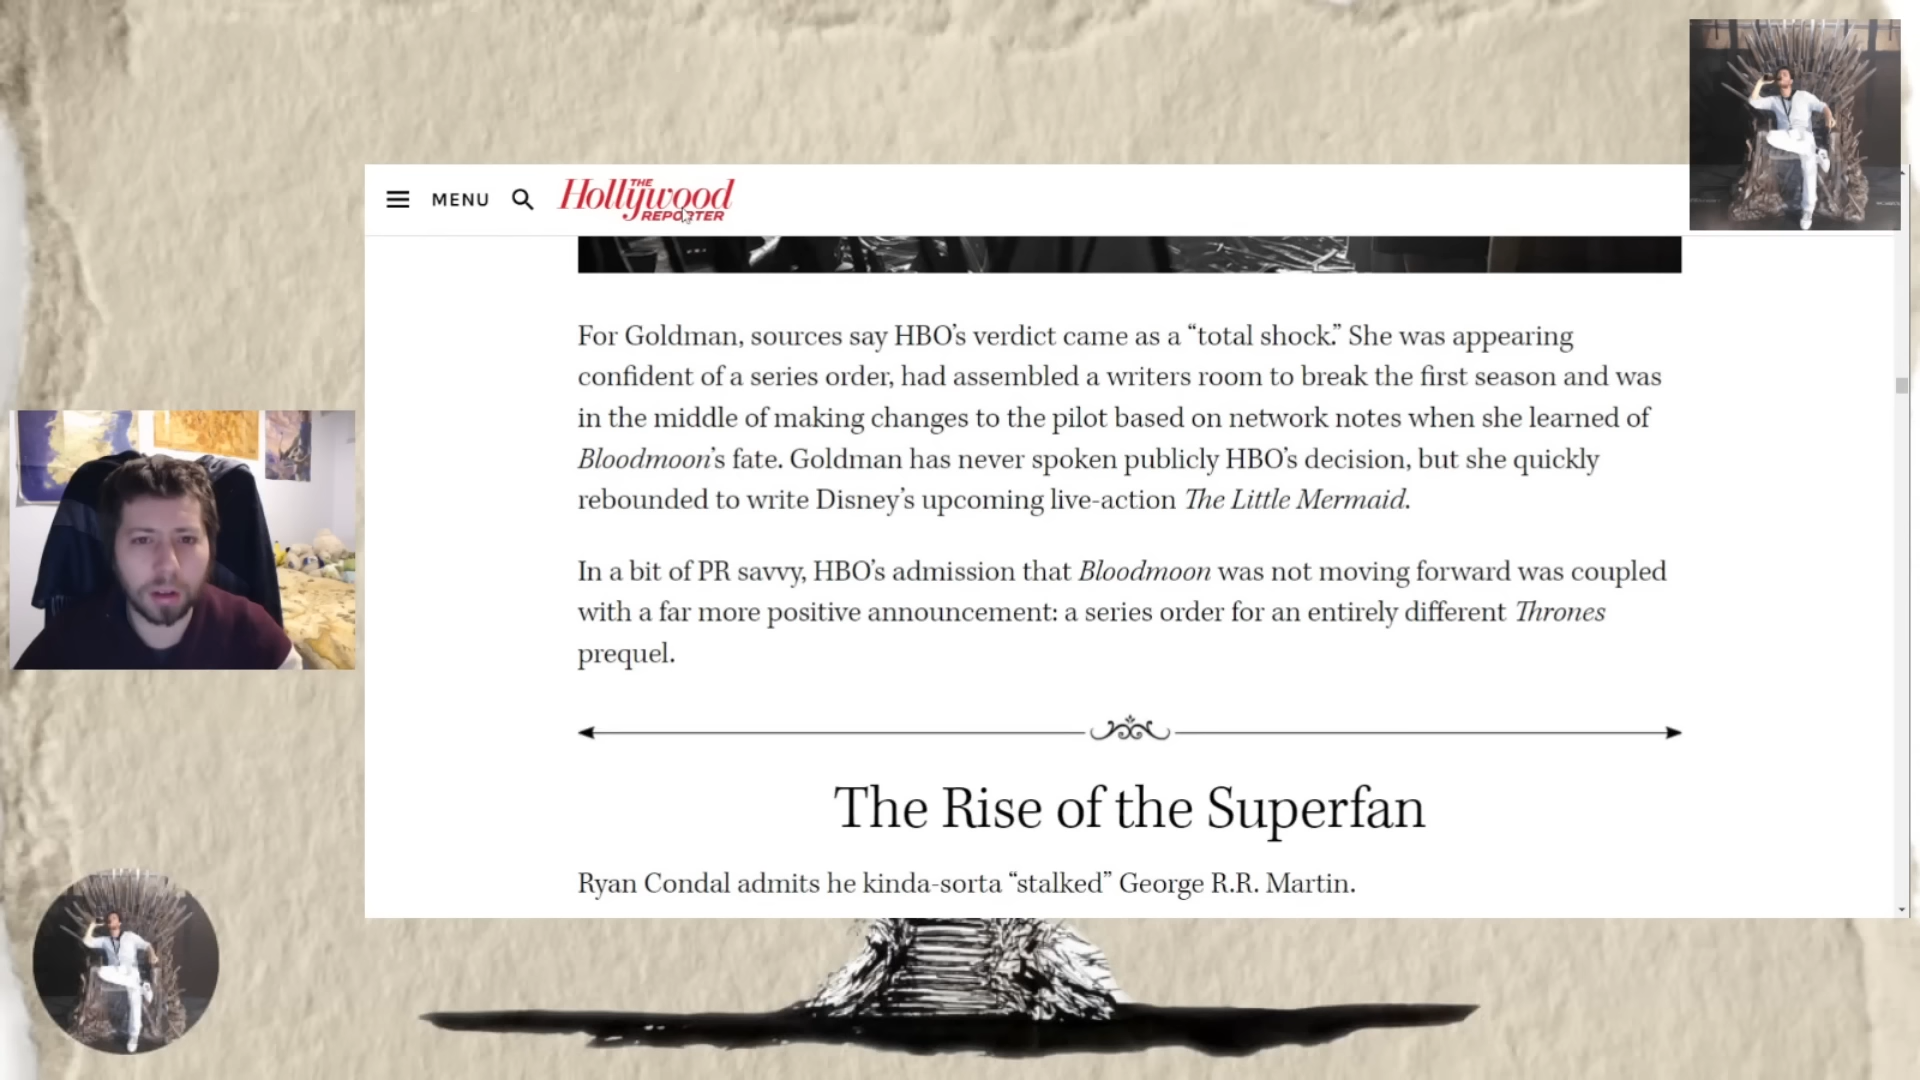 MENU
THE
Hollywood
REPORTER
For Goldman, sources say HBO’s verdict came as a “total shock.” She was appearing
confident of a series order, had assembled a writers room to break the first season and was
in the middle of making changes to the pilot based on network notes when she learned of
Bloodmoon’s fate. Goldman has never spoken publicly HBO’s decision, but she quickly
rebounded to write Disney’s upcoming live-action The Little Mermaid.
In a bit of PR savvy, HBO’s admission that Bloodmoon was not moving forward was coupled
with a far more positive announcement: a series order for an entirely different Thrones
prequel.
The Rise of the Superfan
Ryan Condal admits he kinda-sorta “stalked” George R.R. Martin.